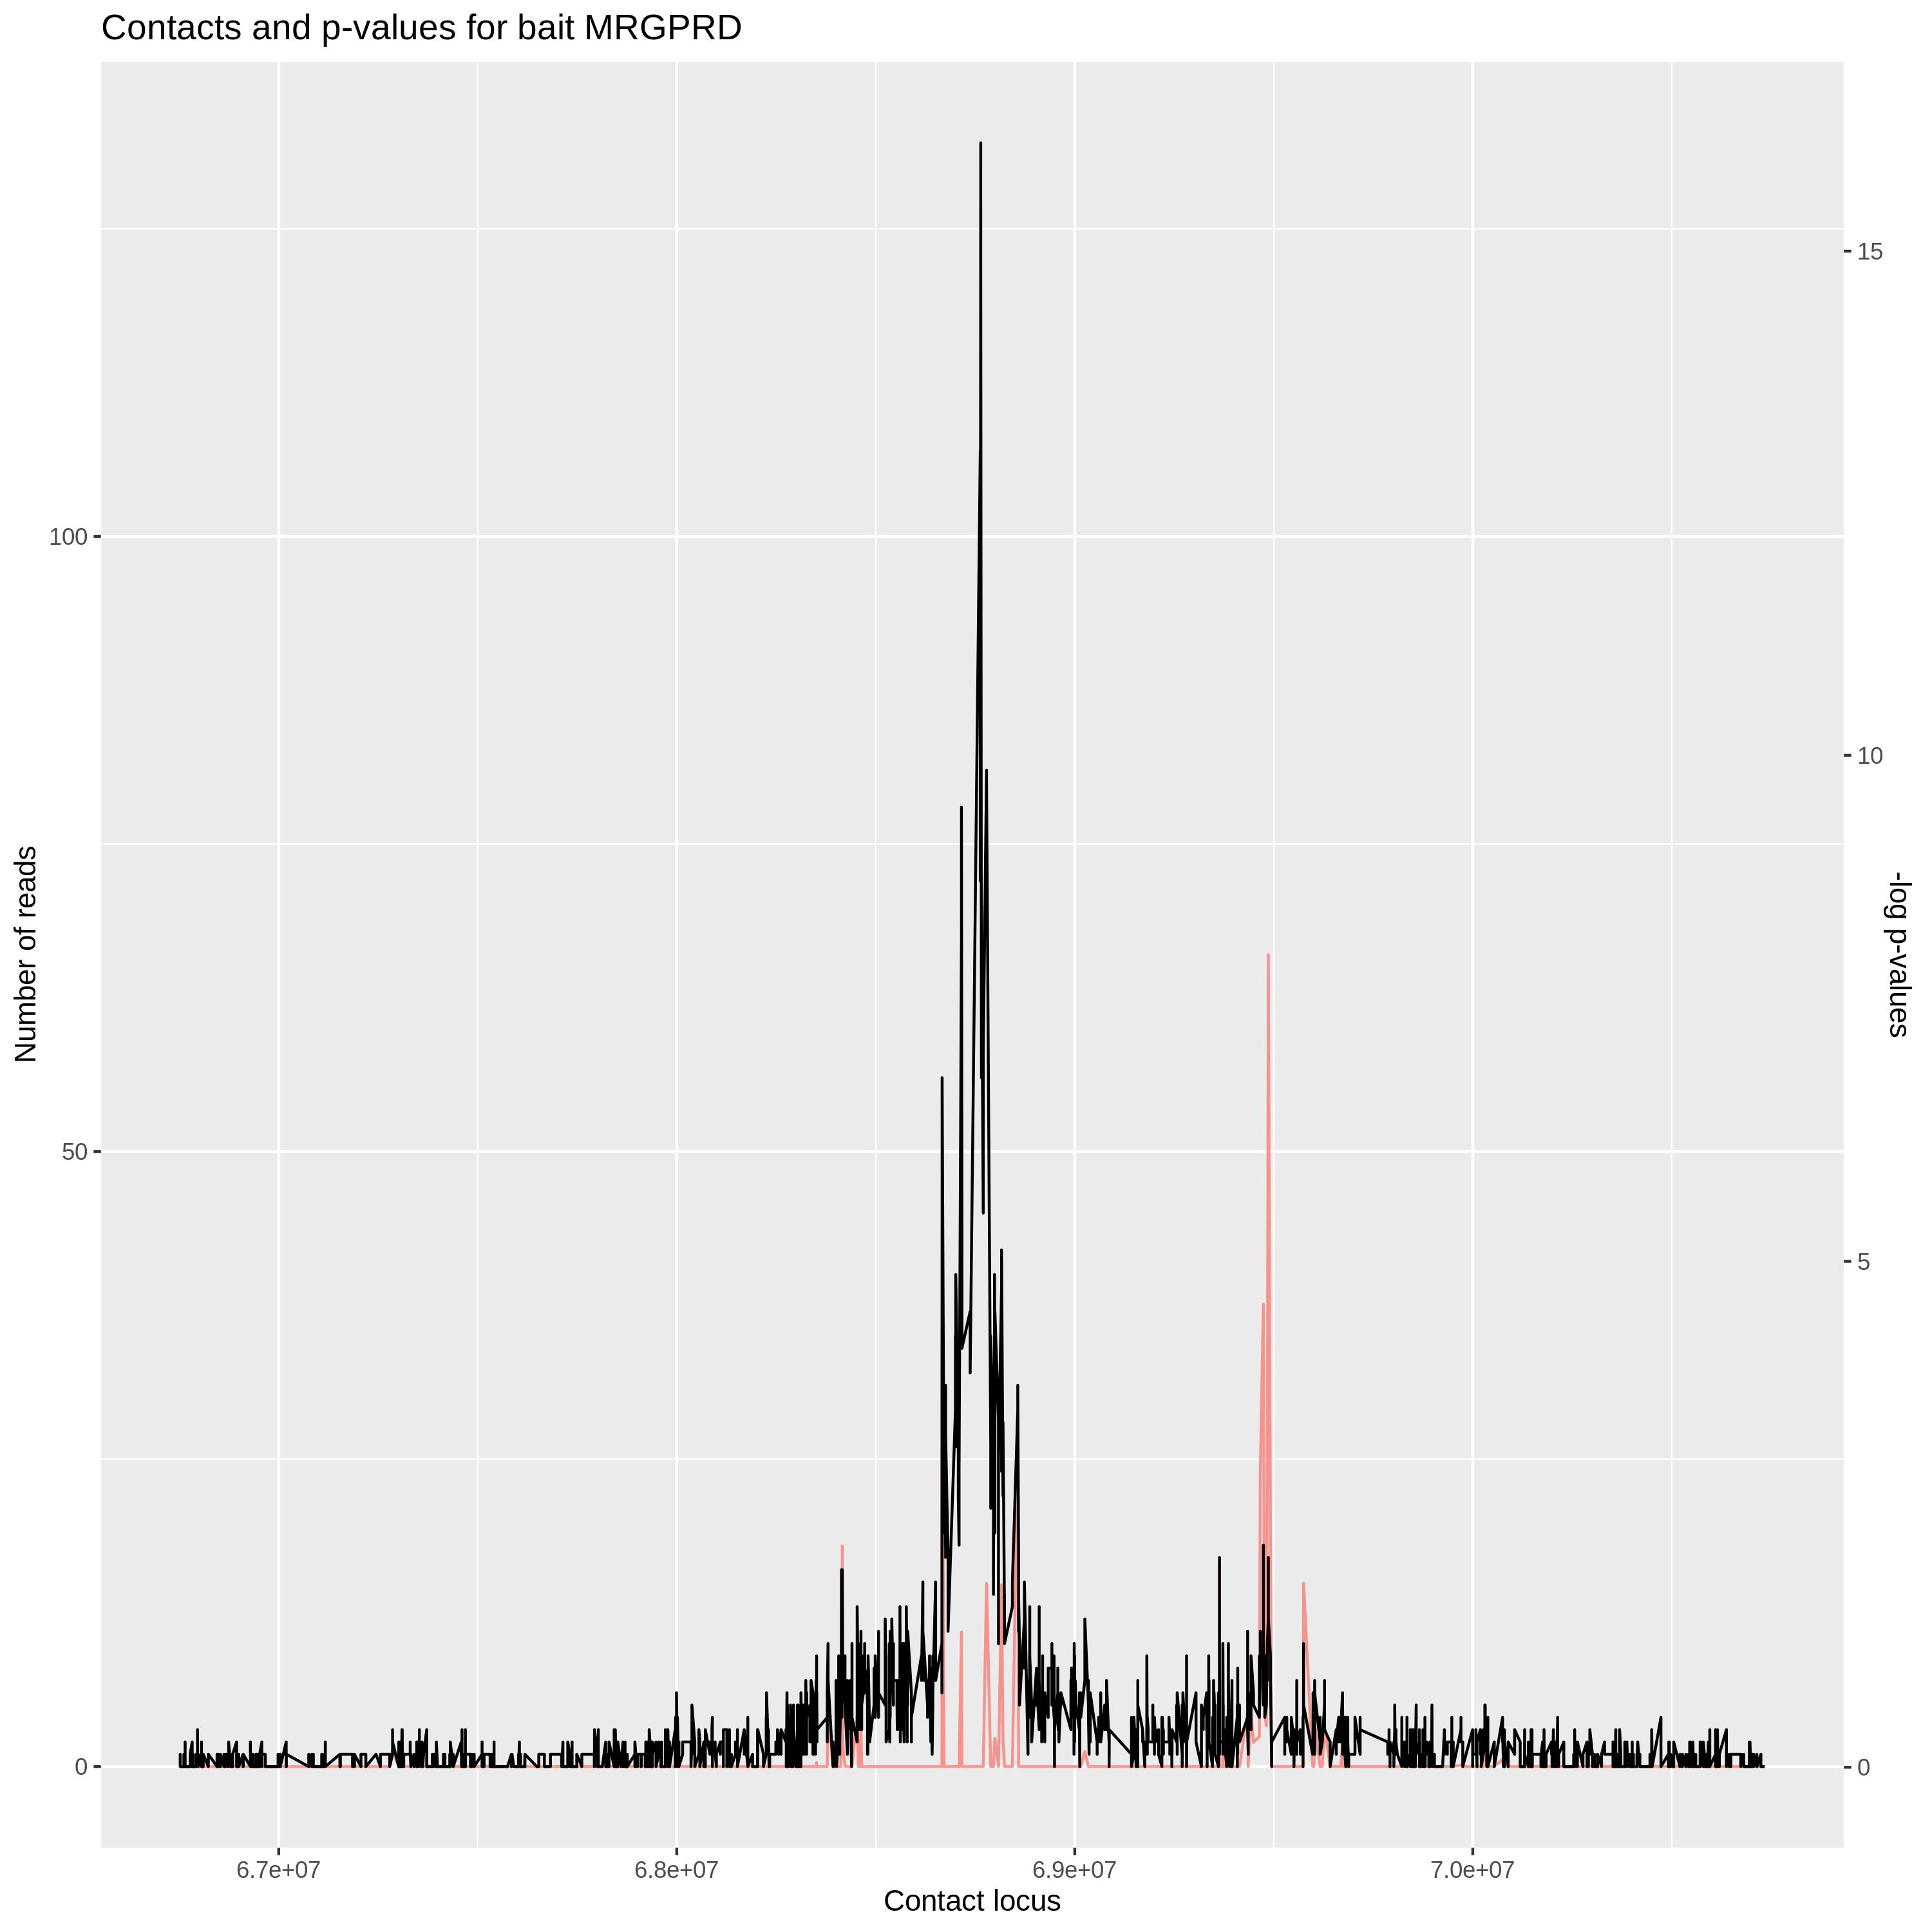 Contacts and p-values for bait MRGPRD
100
50
0
Number of reads
15
10
5
0
-log p-values
6.7e+07
6.8e+07
6.9e+07
7.0e+07
Contact locus